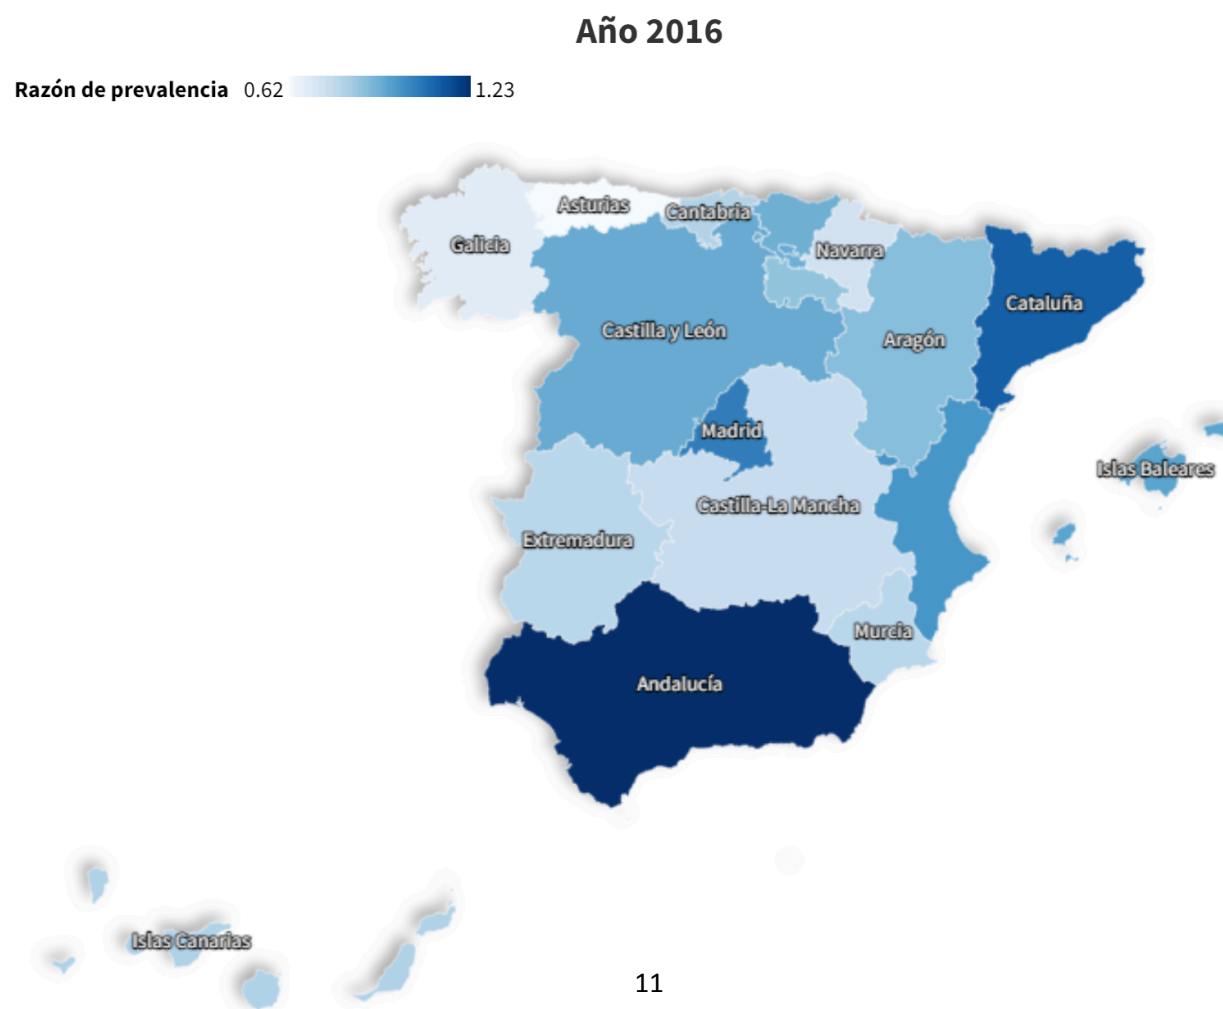 Año 2016
Razón de prevalencia 0.62 1.23
Asturias
Cantabria
Galicia
Navarra
Cataluña
Castilla y León
Aragón
Madrid
Islas Baleares
Castilla-La Mancha
Extremadura
Murcia
Andalucía
Islas Canarias
11